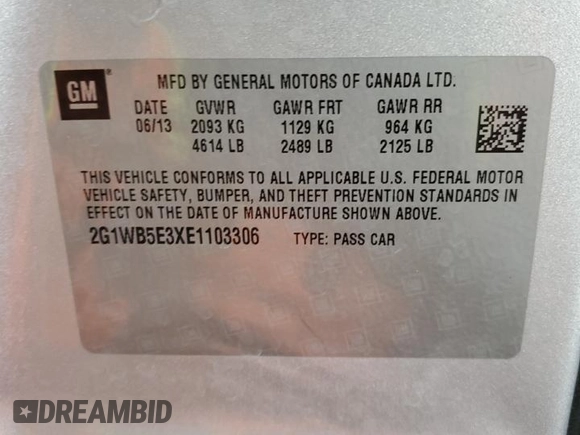 GM
MFD BY GENERAL MOTORS OF CANADA LTD.
DATE GVWR GAWR FRT GAWR RR
06/13 2093 KG 1129 KG 964 KG
4614 LB 2489 LB 2125 LB
THIS VEHICLE CONFORMS TO ALL APPLICABLE U.S. FEDERAL MOTOR
VEHICLE SAFETY, BUMPER, AND THEFT PREVENTION STANDARDS IN
EFFECT ON THE DATE OF MANUFACTURE SHOWN ABOVE.
2G1WB5E3XE1103306 TYPE: PASS CAR
DREAMBID